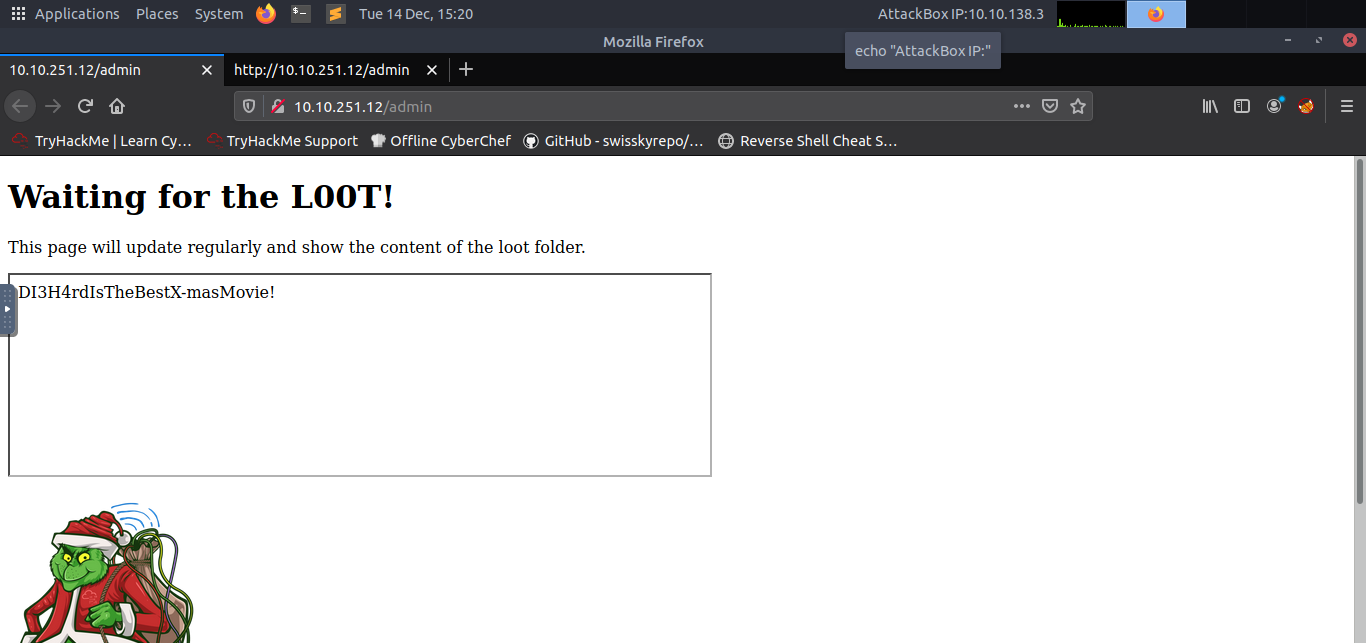 Applications Places System Tue 14 Dec, 15:20 AttackBox IP:10.10.138.3
Mozilla Firefox
echo "AttackBox IP:"
10.10.251.12/admin http://10.10.251.12/admin
10.10.251.12/admin
TryHackMe | Learn Cy… TryHackMe Support Offline CyberChef GitHub - swisskyrepo/… Reverse Shell Cheat S…
Waiting for the L00T!
This page will update regularly and show the content of the loot folder.
DI3H4rdIsTheBestX-masMovie!